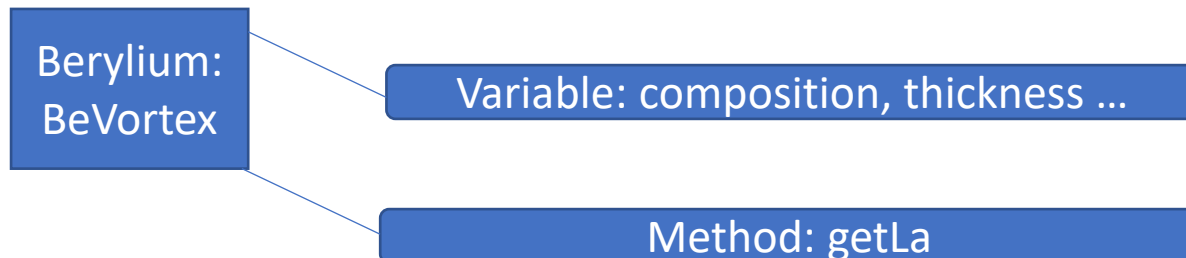 Berylium:
BeVortex
Variable: composition, thickness …
Method: getLa